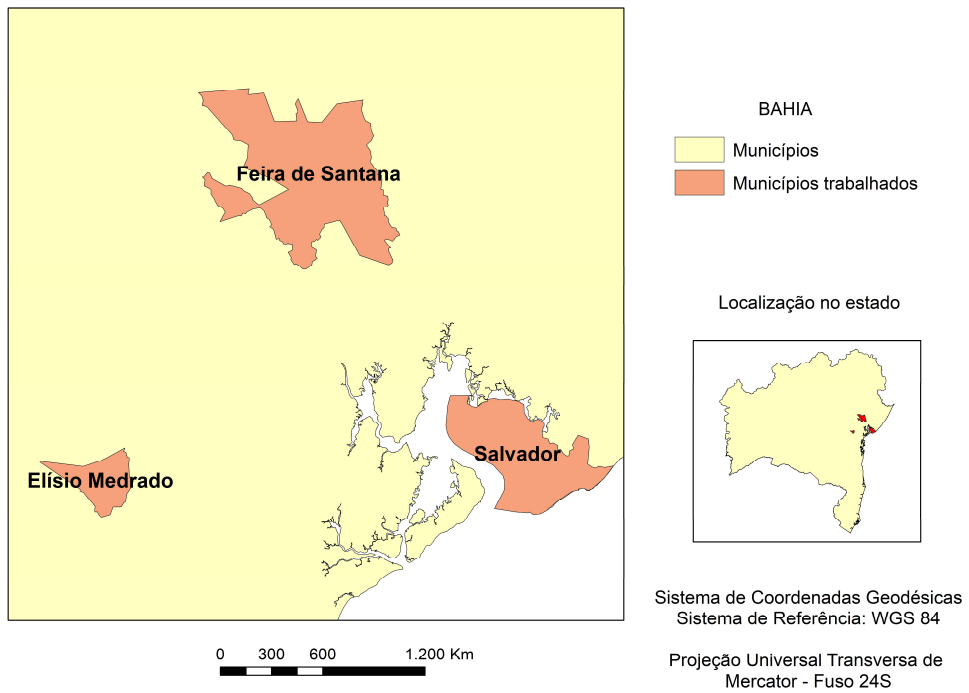 Feira de Santana
Salvador
Elísio Medrado
0 300 600 1.200 Km
BAHIA
Municípios
Municípios trabalhados
Localização no estado
Sistema de Coordenadas Geodésicas
Sistema de Referência: WGS 84
Projeção Universal Transversa de
Mercator - Fuso 24S